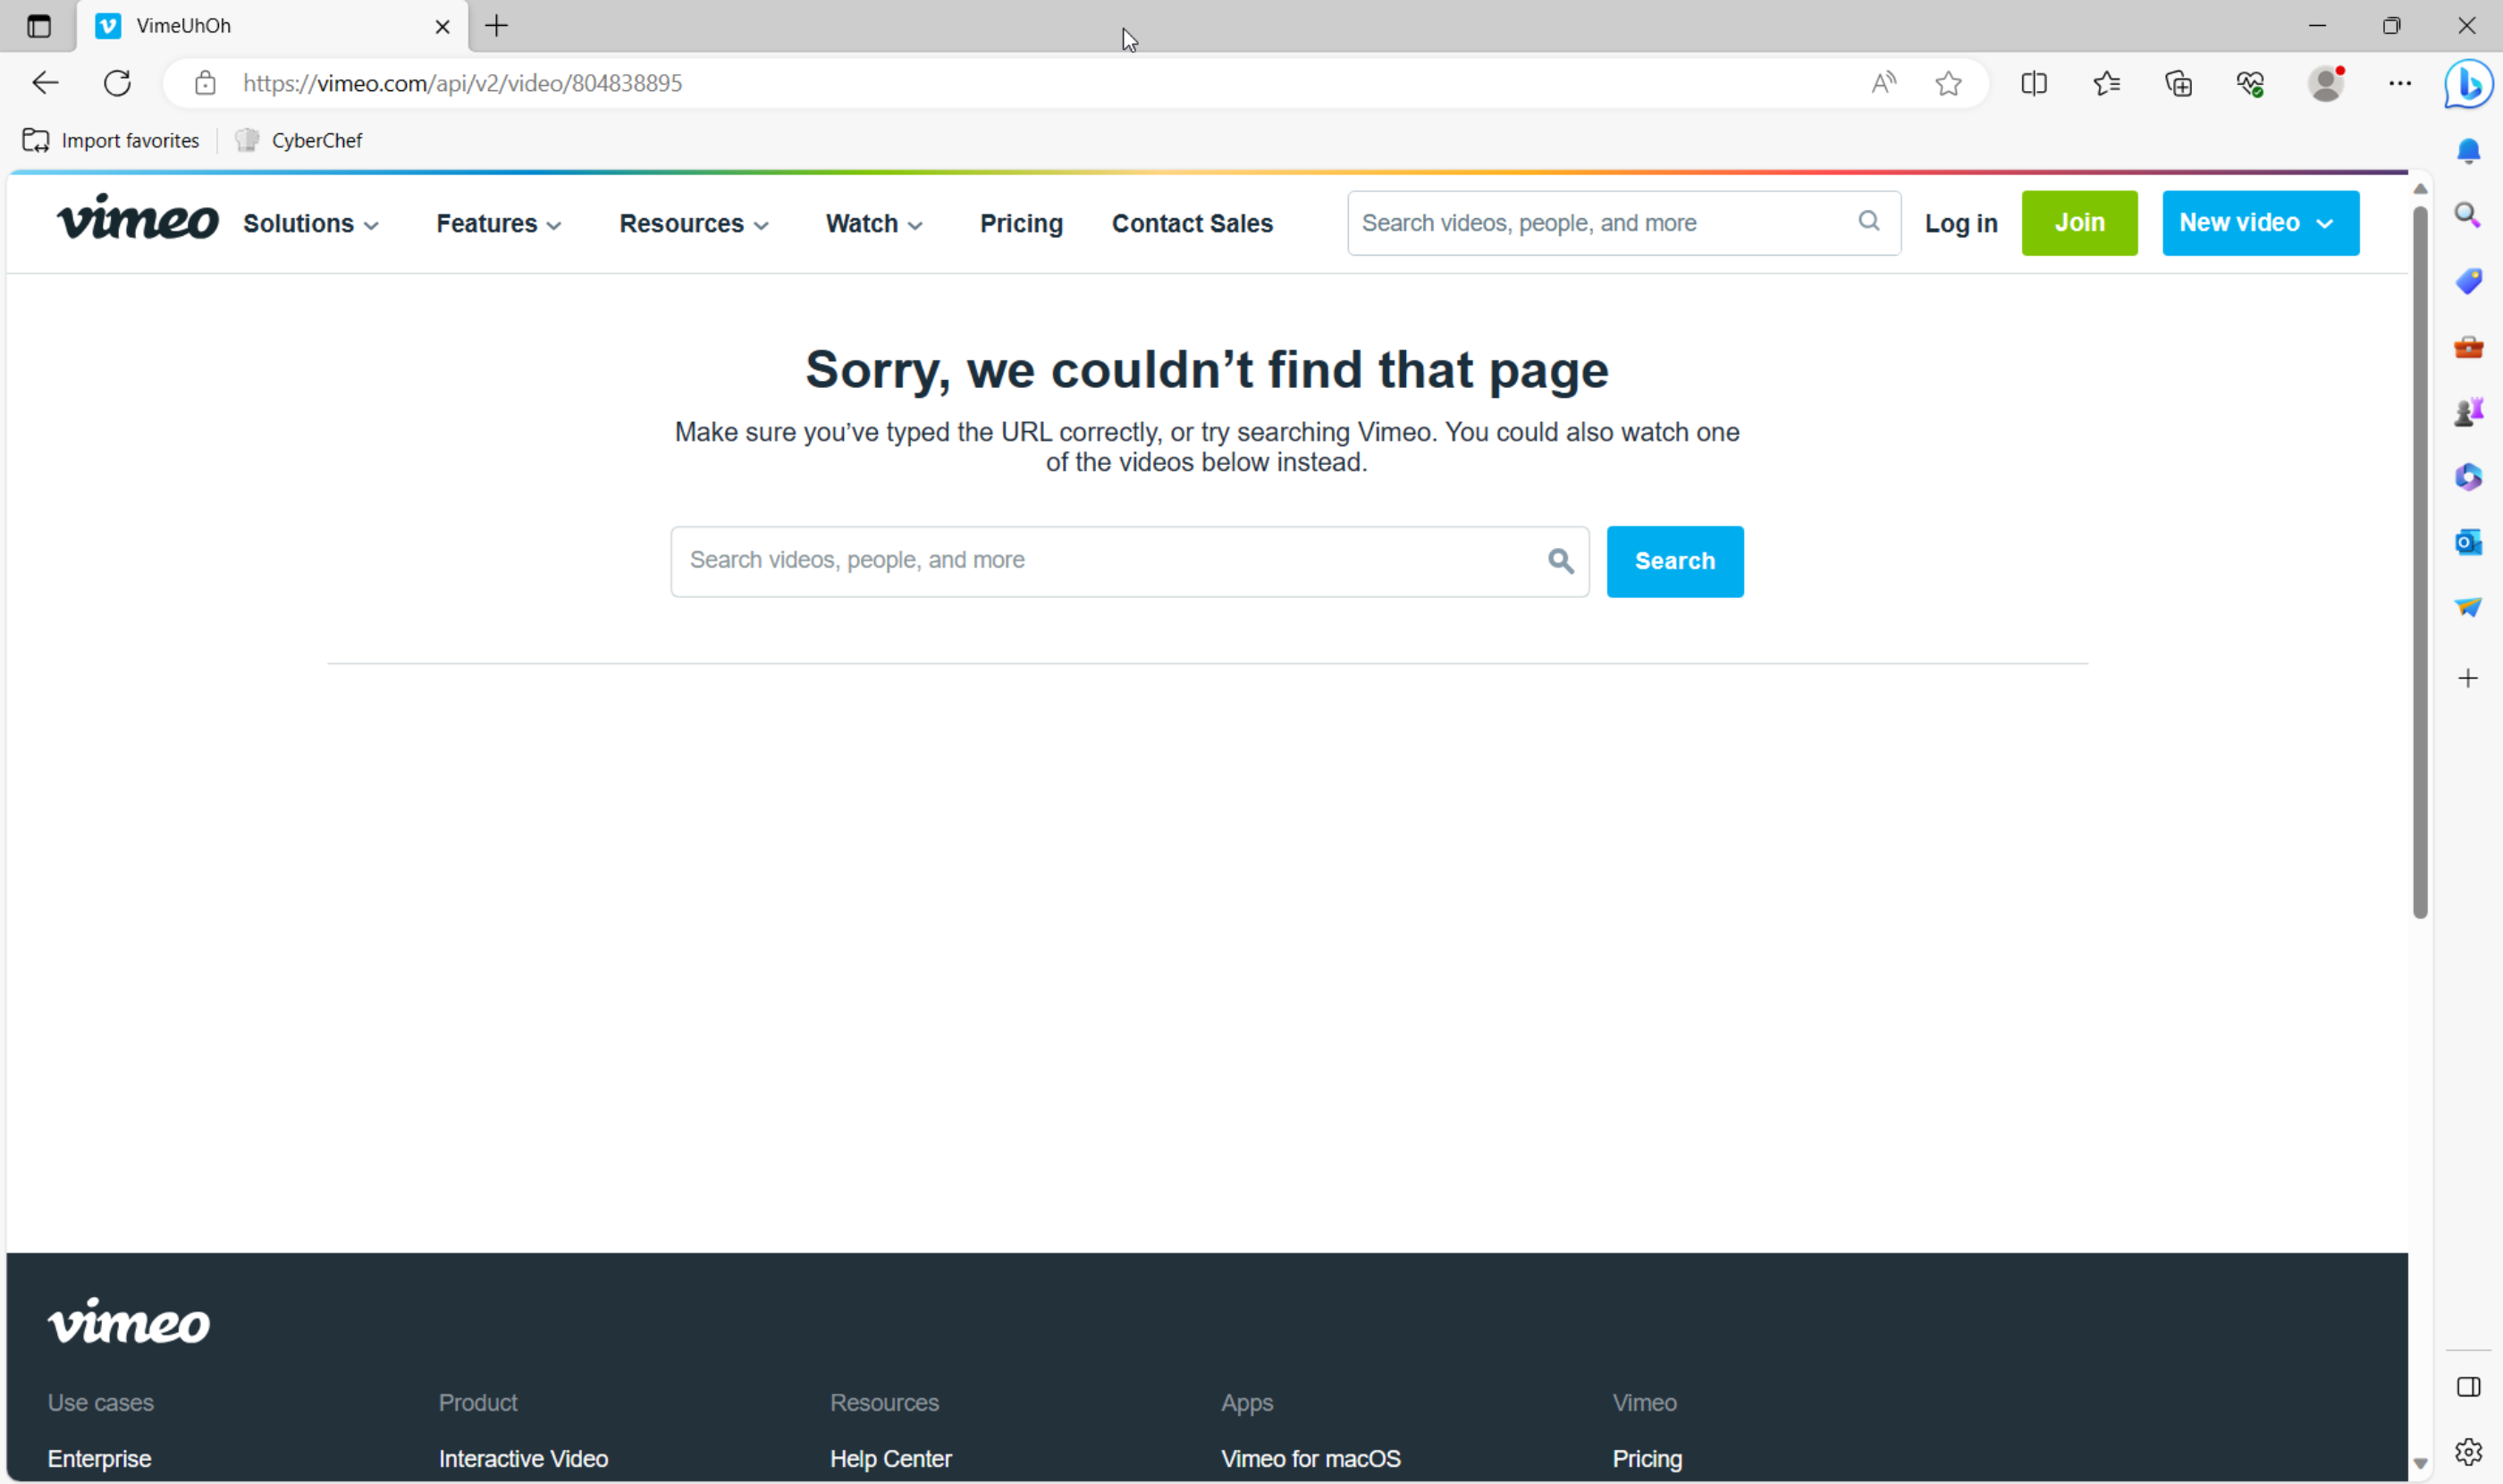 VimeUhOh
https://vimeo.com/api/v2/video/804838895
Import favorites
CyberChef
vimeo
Solutions
Features
Resources
Watch
Pricing
Contact Sales
Search videos, people, and more
Log in
Join
New video
Sorry, we couldn’t find that page
Make sure you’ve typed the URL correctly, or try searching Vimeo. You could also watch one
of the videos below instead.
Search videos, people, and more
Search
vimeo
Use cases
Product
Resources
Apps
Vimeo
Enterprise
Interactive Video
Help Center
Vimeo for macOS
Pricing